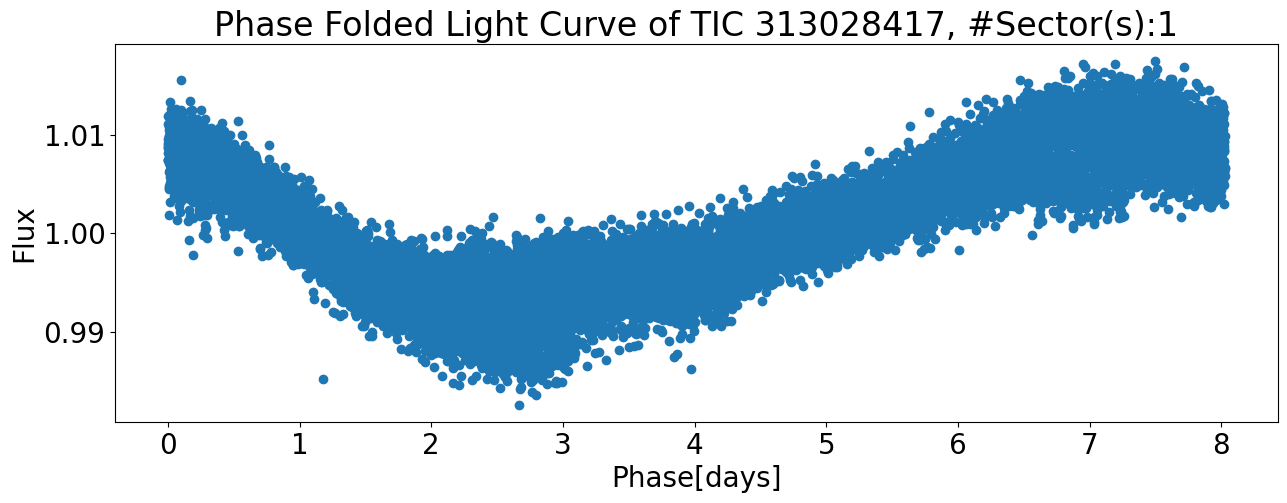 Phase Folded Light Curve of TIC 313028417, #Sector(s):1
1.01
1.00
0.99
Flux
0 1 2 3 4 5 6 7 8
Phase[days]